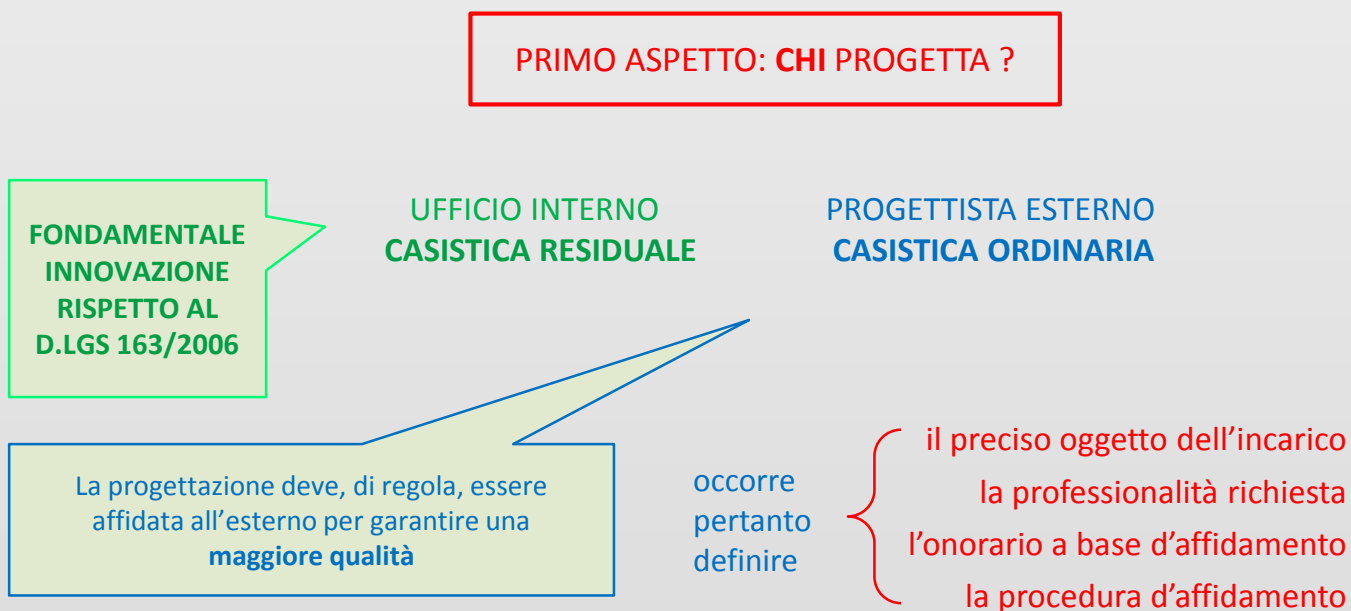 PRIMO ASPETTO: CHI PROGETTA ?
FONDAMENTALE
INNOVAZIONE
RISPETTO AL
D.LGS 163/2006
UFFICIO INTERNO
CASISTICA RESIDUALE
PROGETTISTA ESTERNO
CASISTICA ORDINARIA
La progettazione deve, di regola, essere
affidata all’esterno per garantire una
maggiore qualità
occorre
pertanto
definire
il preciso oggetto dell’incarico
la professionalità richiesta
l’onorario a base d’affidamento
la procedura d’affidamento